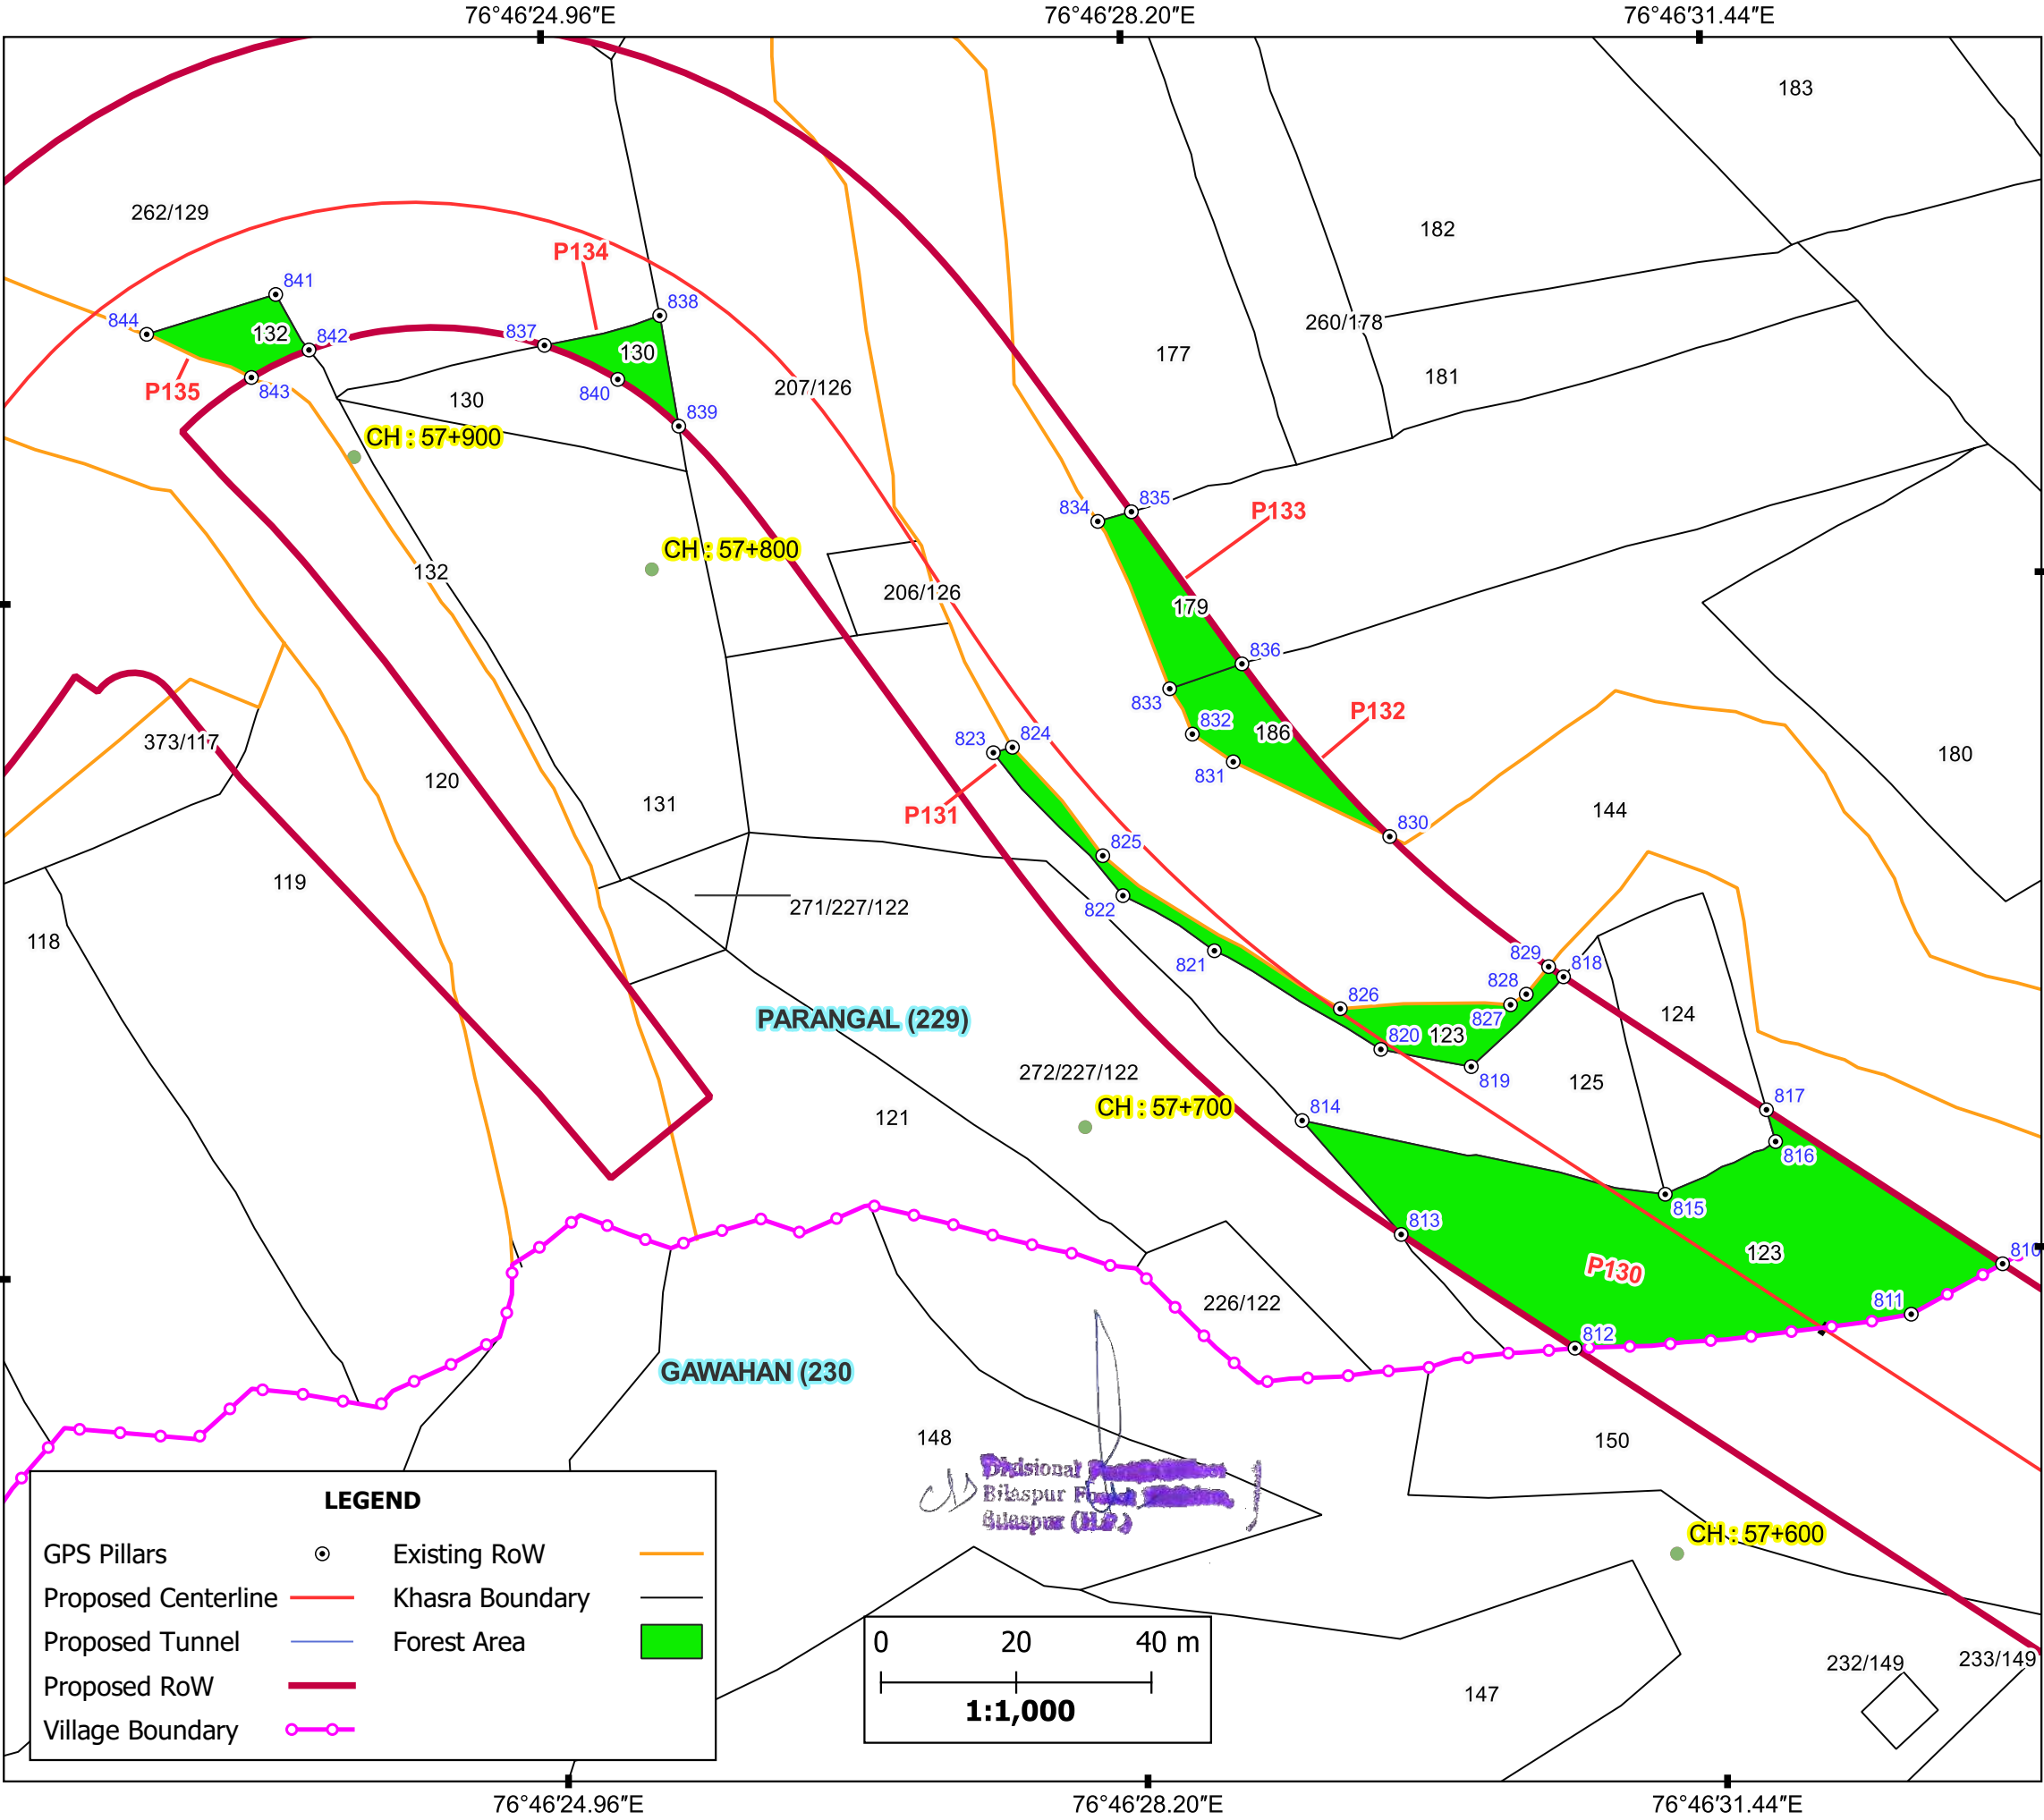 76°46′24.96″E 76°46′28.20″E 76°46′31.44″E
183
262/129
182
P134
841
838
844
132
842
837
130
260/178
177
181
P135
843
840
207/126
130
839
CH : 57+900
834
835
P133
CH : 57+800
132
206/126
179
836
833
832
P132
186
373/117
823
824
831
180
120
131
P131
830
144
825
119
822
271/227/122
118
821
829
818
828
826
827
124
PARANGAL (229)
820
123
819
272/227/122
125
CH : 57+700
814
817
121
816
815
813
123
810
P130
226/122
811
812
GAWAHAN (230
148
150
Divisional
Bilaspur Forest
Bilaspur (H.P.)
CH : 57+600
LEGEND
GPS Pillars
Existing RoW
Proposed Centerline
Khasra Boundary
Proposed Tunnel
Forest Area
Proposed RoW
Village Boundary
0 20 40 m
1:1,000
147
232/149
233/149
76°46′24.96″E 76°46′28.20″E 76°46′31.44″E